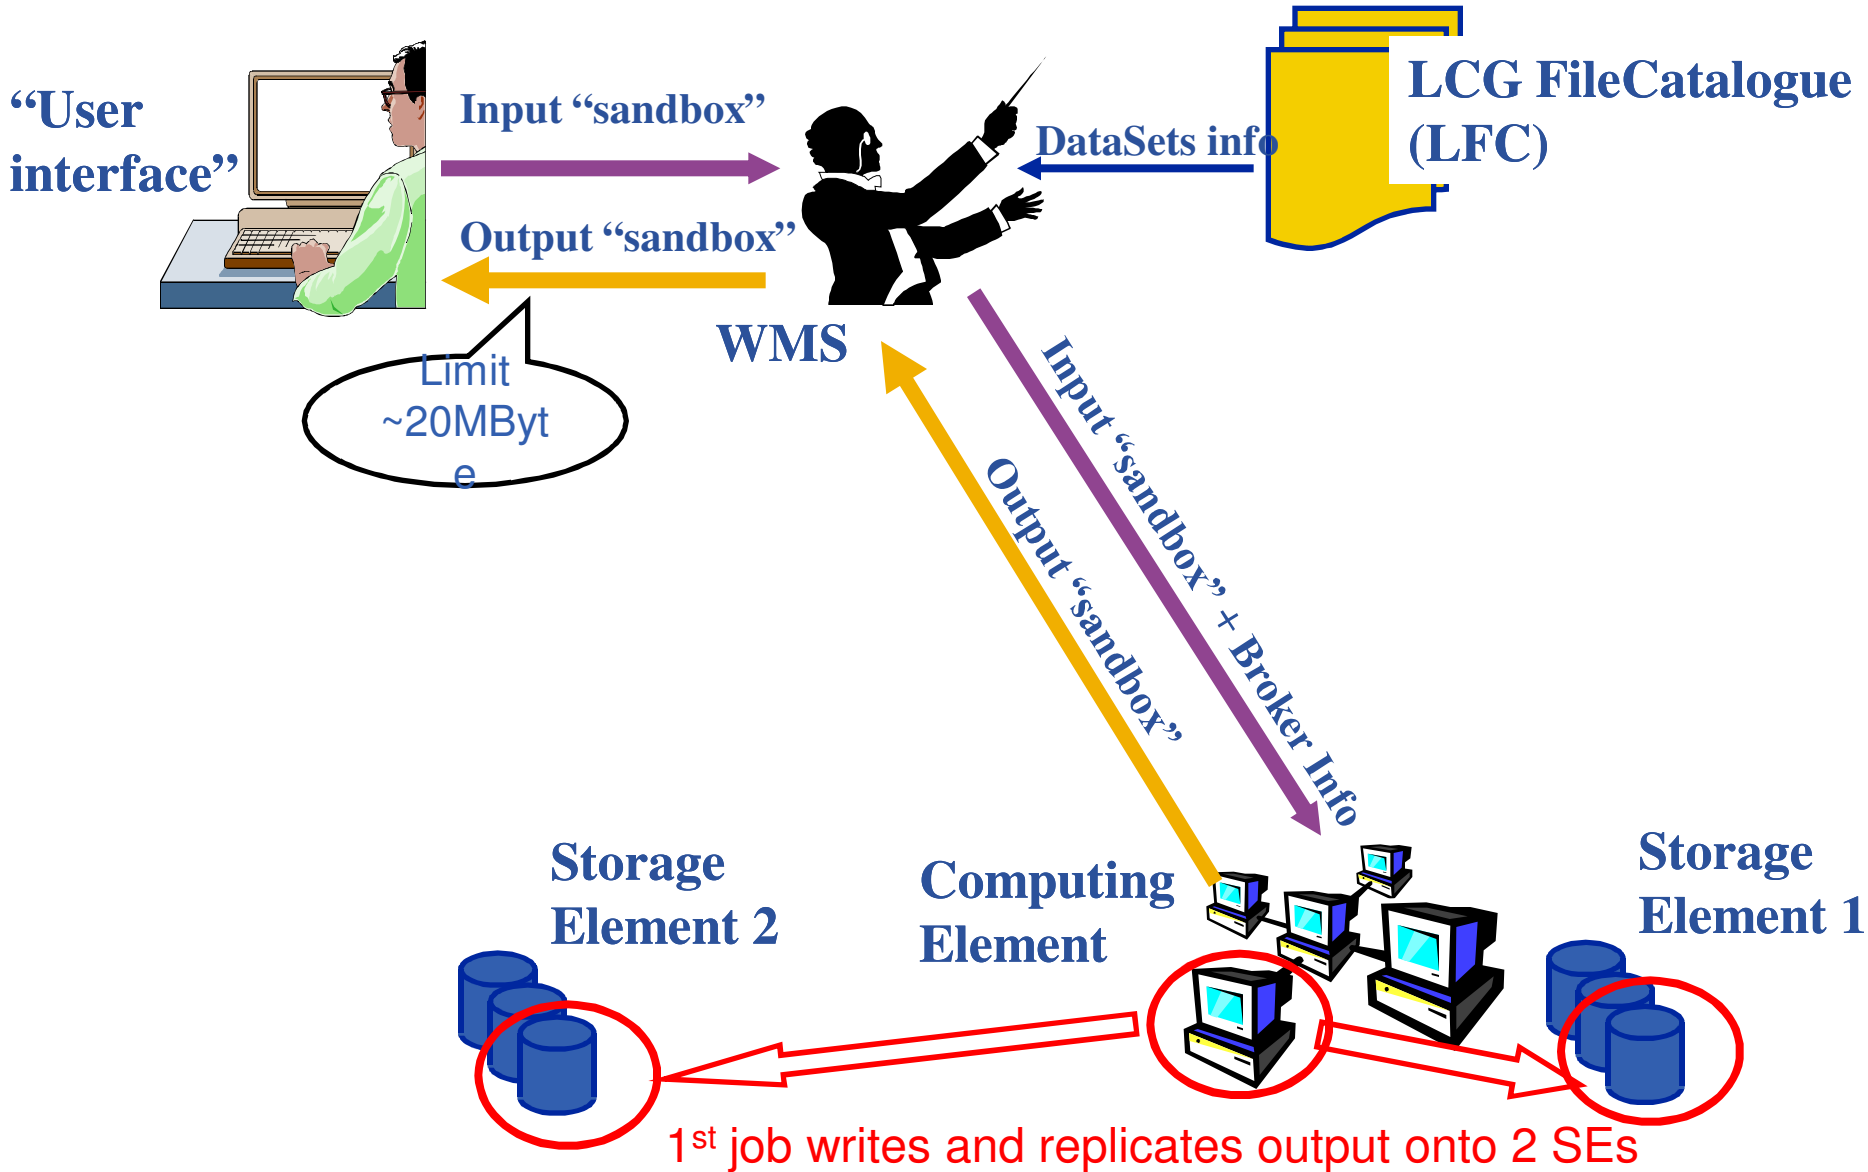 “User
interface”
Input “sandbox”
Output “sandbox”
Limit
~20MByt
e
WMS
DataSets info
LCG FileCatalogue
(LFC)
Input “sandbox” + Broker Info
Output “sandbox”
Storage
Element 2
Computing
Element
Storage
Element 1
1st job writes and replicates output onto 2 SEs